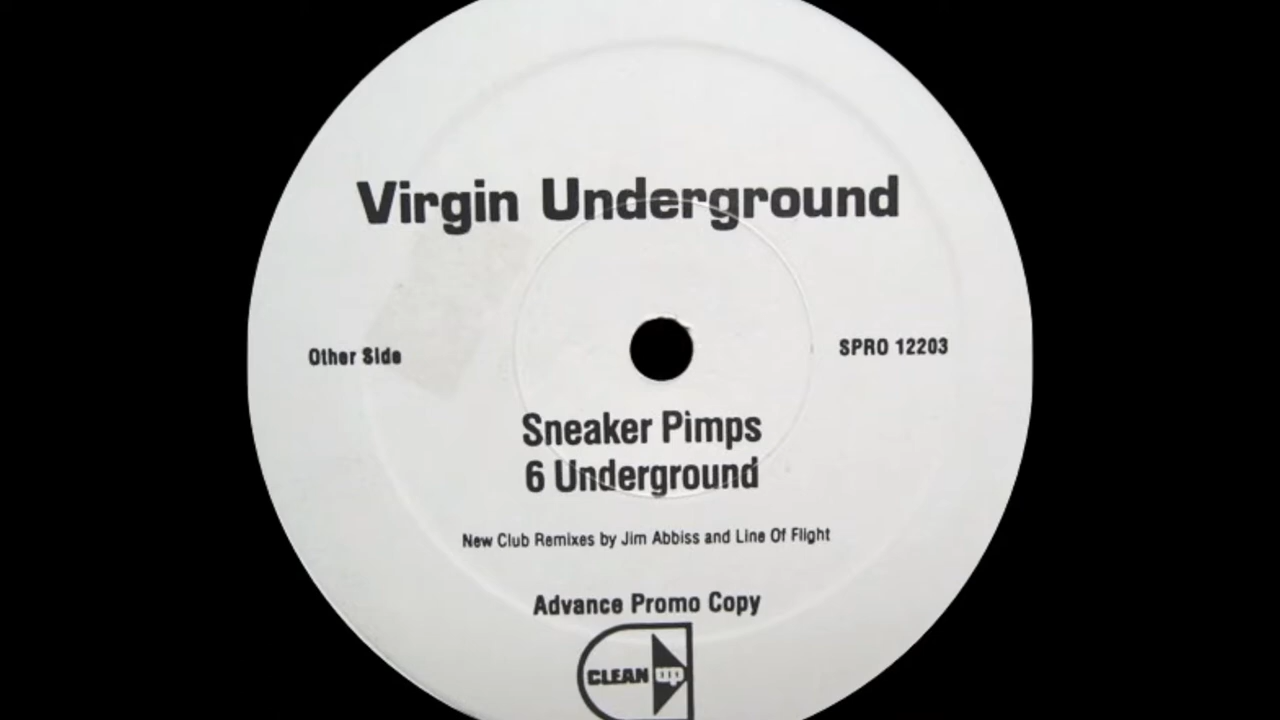 Virgin Underground
Other Side
SPRO 12203
Sneaker Pimps
6 Underground
New Club Remixes by Jim Abbiss and Line Of Flight
Advance Promo Copy
CLEAN up